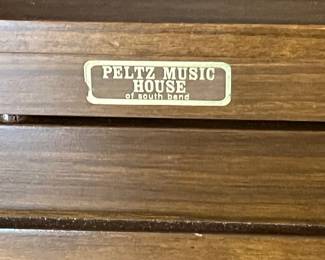 PELTZ MUSIC
HOUSE
of south bend